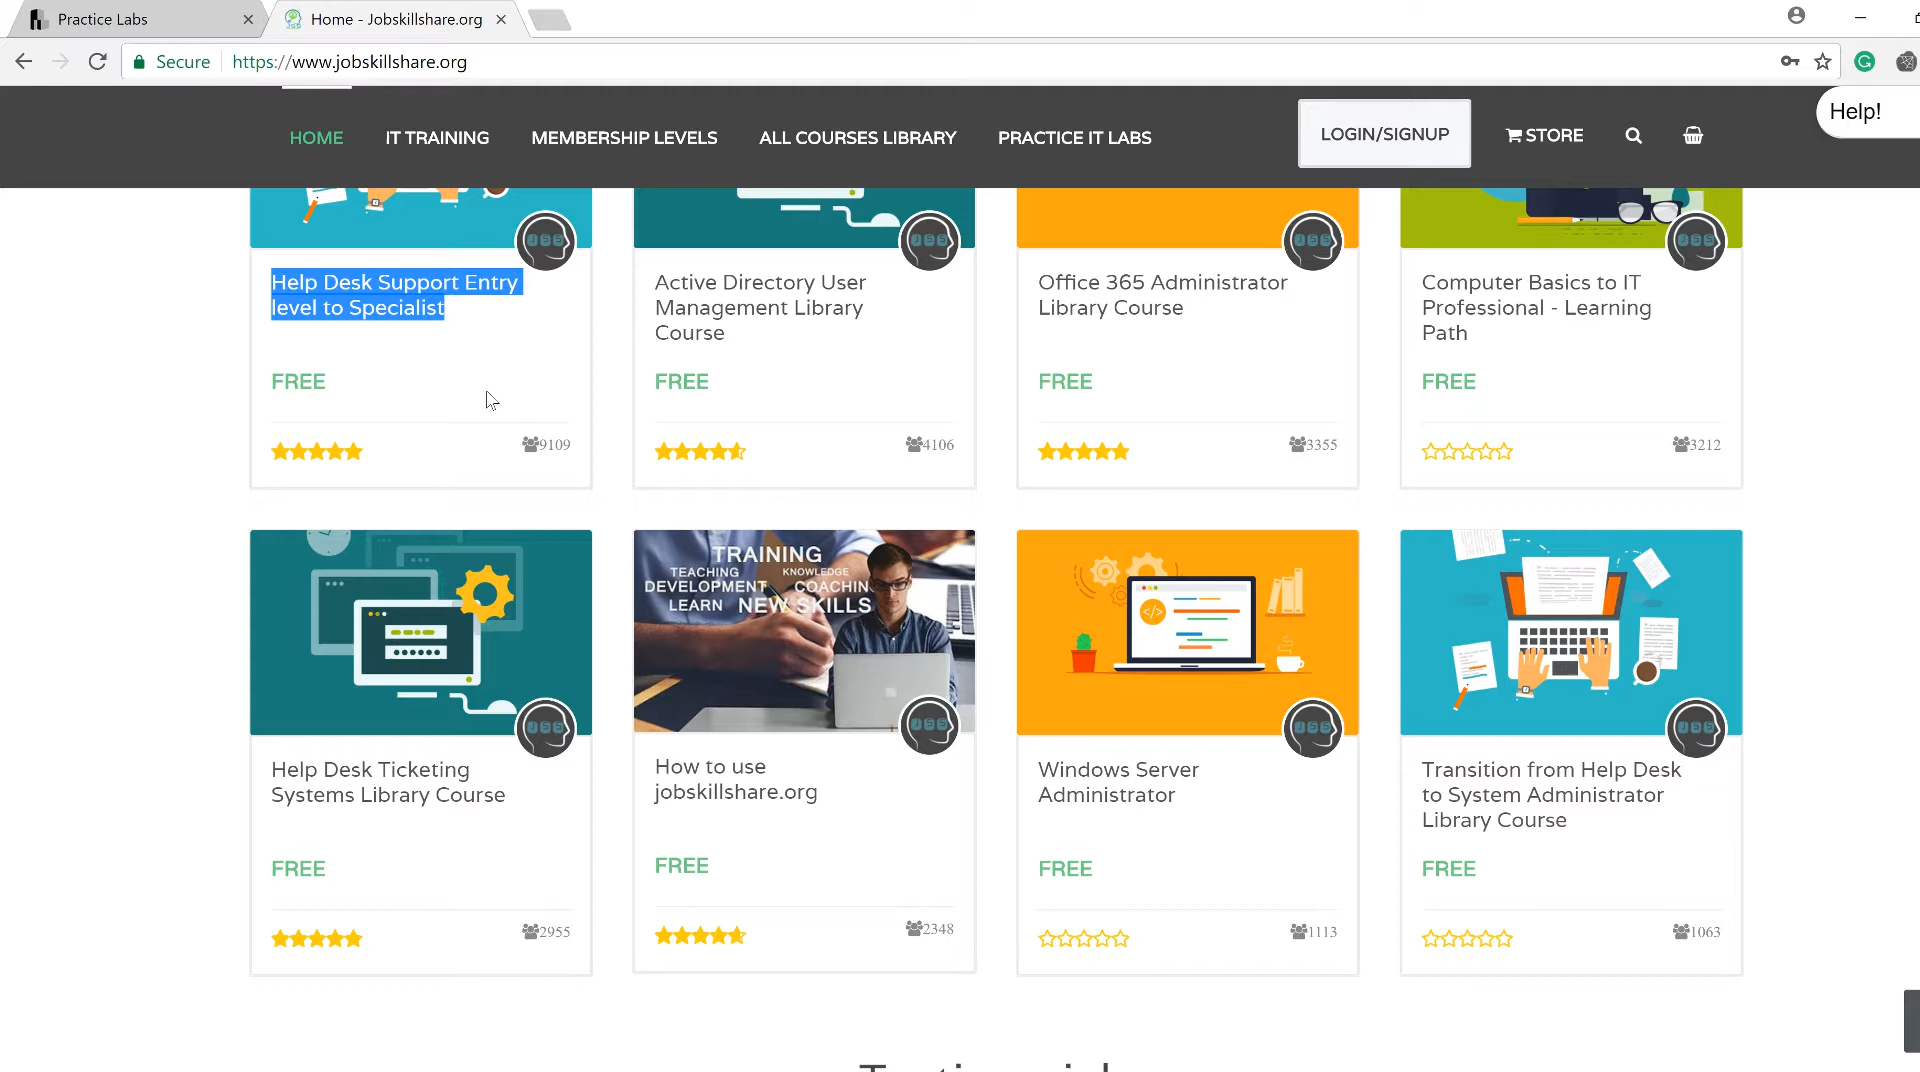 Practice Labs
Home - Jobskillshare.org
Secure
https://www.jobskillshare.org
Help!
HOME
IT TRAINING
MEMBERSHIP LEVELS
ALL COURSES LIBRARY
PRACTICE IT LABS
LOGIN/SIGNUP
STORE
Help Desk Support Entry
level to Specialist
FREE
9109
Active Directory User
Management Library
Course
FREE
4106
Office 365 Administrator
Library Course
FREE
3355
Computer Basics to IT
Professional - Learning
Path
FREE
3212
Help Desk Ticketing
Systems Library Course
FREE
2955
TRAINING
TEACHING KNOWLEDGE
DEVELOPMENT COACHIN
LEARN NEW SKILLS
How to use
jobskillshare.org
FREE
2348
Windows Server
Administrator
FREE
1113
Transition from Help Desk
to System Administrator
Library Course
FREE
1063